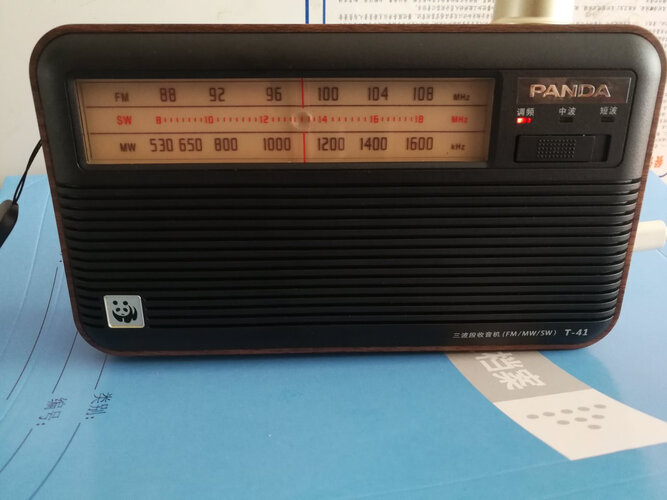 PANDA
调频 中波 短波
FM 88 92 96 100 104 108 MHz
SW 8 10 12 14 16 18 MHz
MW 530 650 800 1000 1200 1400 1600 kHz
三波段收音机(FM/MW/SW) T-41
档案
类别:
编号: